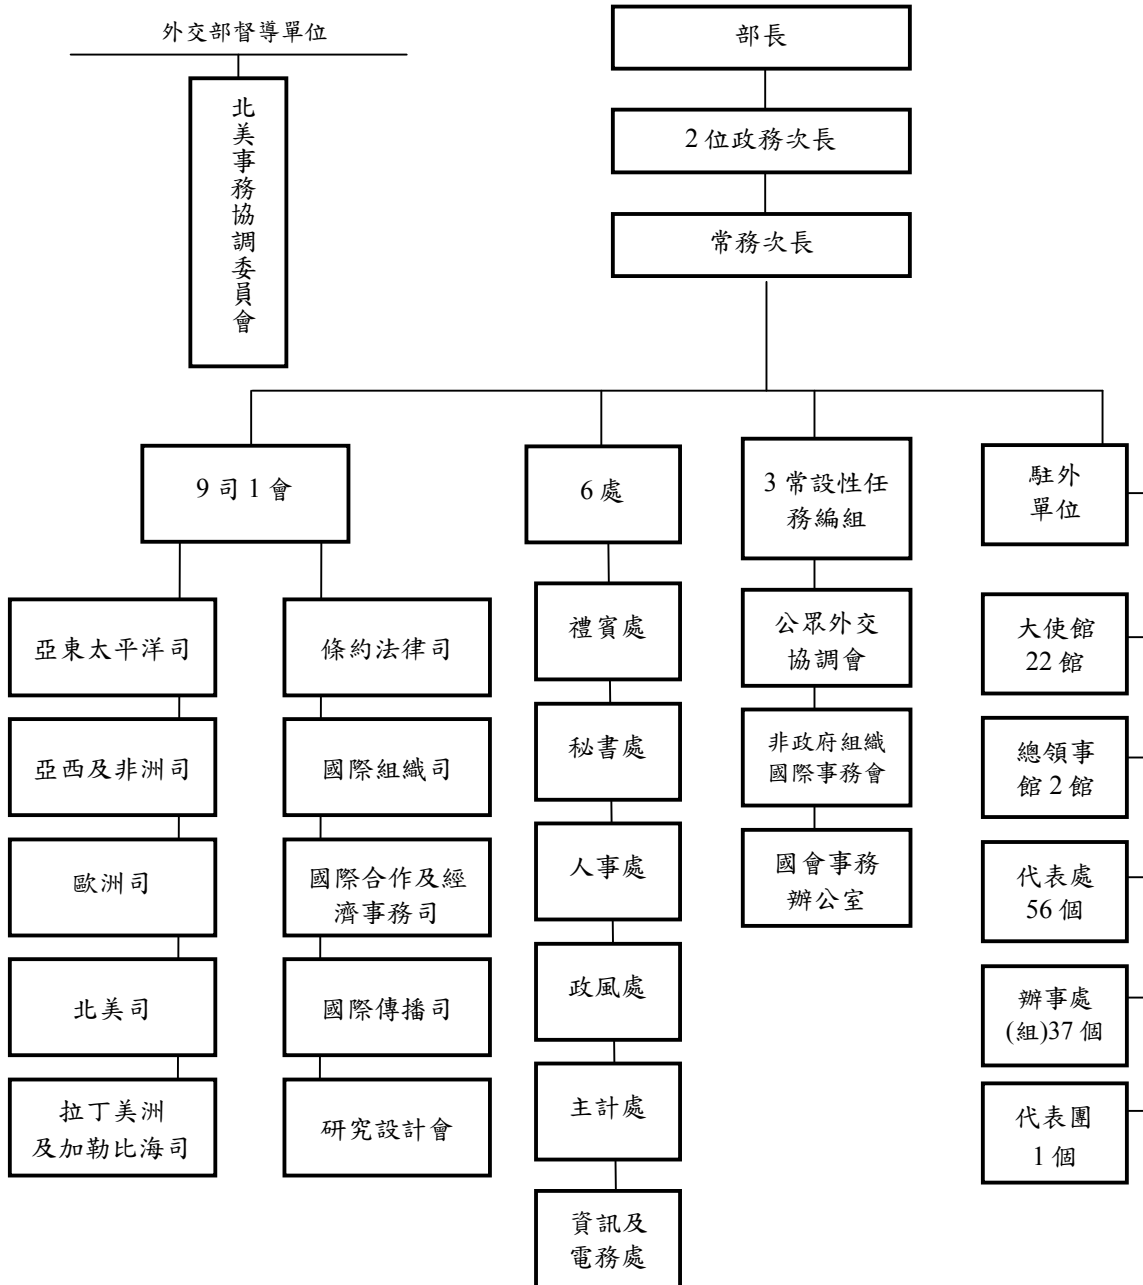 外交部督導單位
北美事務協調委員會
部長
2 位政務次長
常務次長
9 司 1 會
6 處
3 常設性任
務編組
駐外
單位
亞東太平洋司
亞西及非洲司
歐洲司
北美司
拉丁美洲
及加勒比海司
條約法律司
國際組織司
國際合作及經
濟事務司
國際傳播司
研究設計會
禮賓處
秘書處
人事處
政風處
主計處
資訊及
電務處
公眾外交
協調會
非政府組織
國際事務會
國會事務
辦公室
大使館
22 館
總領事
館 2 館
代表處
56 個
辦事處
(組)37 個
代表團
1 個